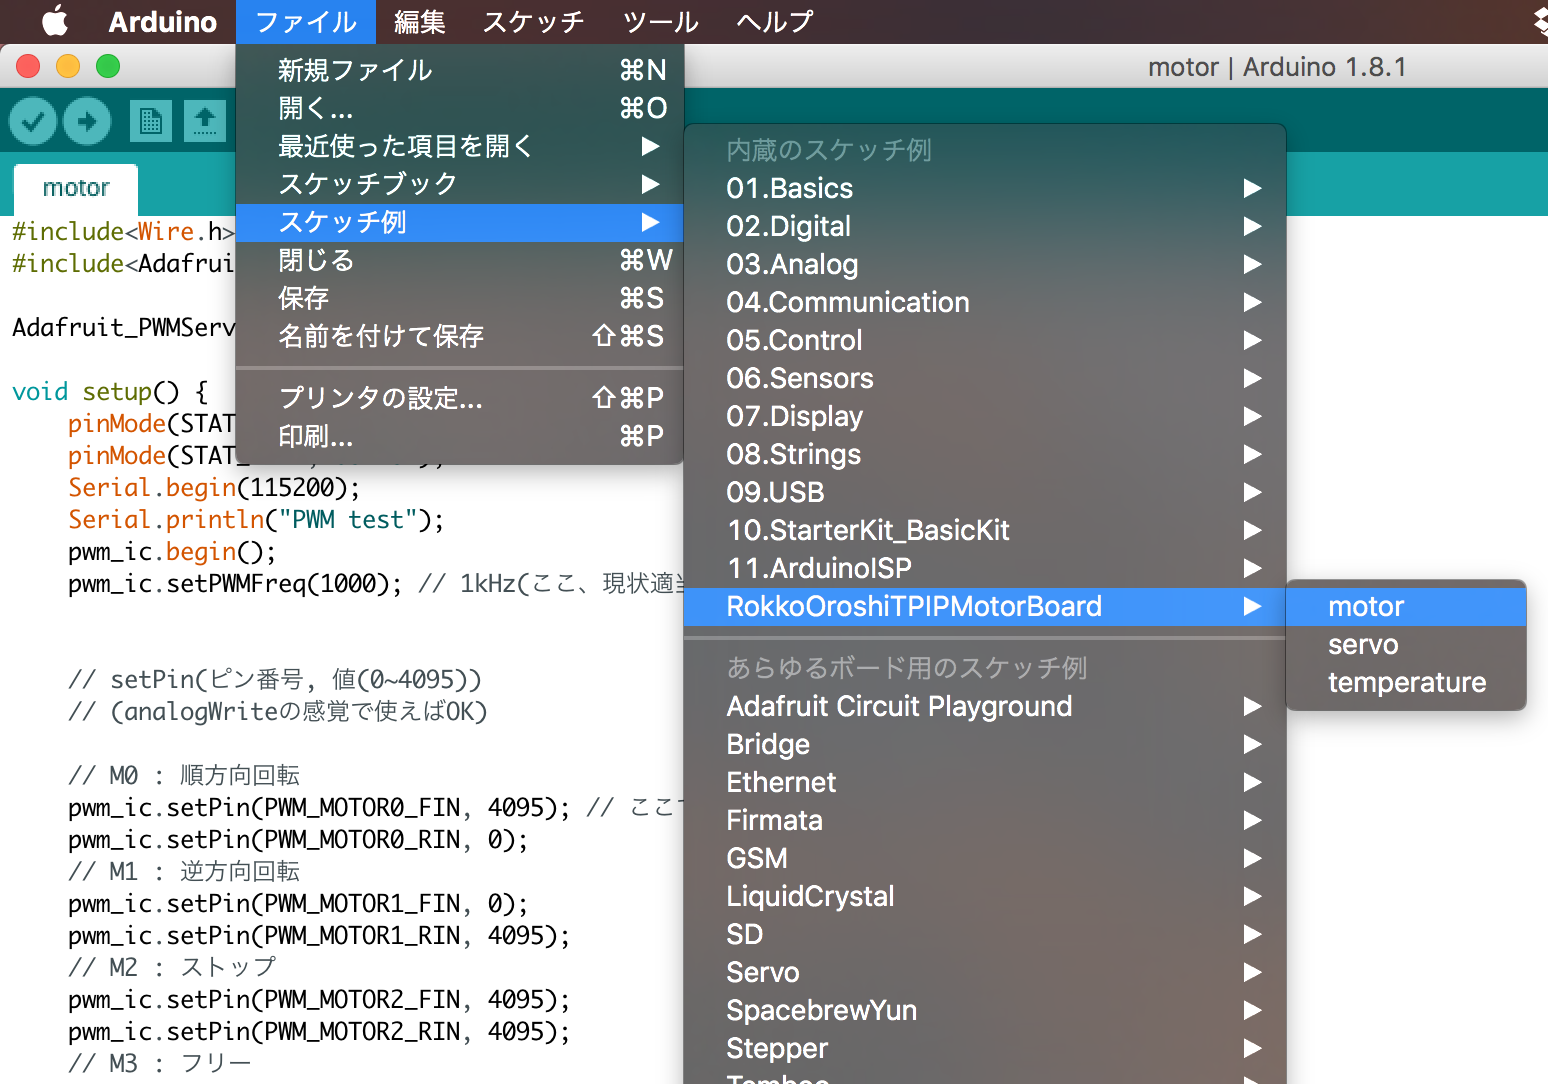 Arduino ファイル 編集 スケッチ ツール ヘルプ
motor | Arduino 1.8.1
新規ファイル ⌘N
開く... ⌘O
最近使った項目を開く ▶
スケッチブック ▶
スケッチ例 ▶
閉じる ⌘W
保存 ⌘S
名前を付けて保存 ⇧⌘S
プリンタの設定... ⇧⌘P
印刷... ⌘P
内蔵のスケッチ例
01.Basics ▶
02.Digital ▶
03.Analog ▶
04.Communication ▶
05.Control ▶
06.Sensors ▶
07.Display ▶
08.Strings ▶
09.USB ▶
10.StarterKit_BasicKit ▶
11.ArduinoISP ▶
RokkoOroshiTPIPMotorBoard ▶
あらゆるボード用のスケッチ例
Adafruit Circuit Playground ▶
Bridge ▶
Ethernet ▶
Firmata ▶
GSM ▶
LiquidCrystal ▶
SD ▶
Servo ▶
SpacebrewYun ▶
Stepper ▶
motor
servo
temperature
motor
#include<Wire.h>
#include<Adafrui
Adafruit_PWMServ
void setup() {
pinMode(STAT
pinMode(STAT
Serial.begin(115200);
Serial.println("PWM test");
pwm_ic.begin();
pwm_ic.setPWMFreq(1000); // 1kHz(ここ、現状適
// setPin(ピン番号, 値(0~4095))
// (analogWriteの感覚で使えばOK)
// M0 : 順方向回転
pwm_ic.setPin(PWM_MOTOR0_FIN, 4095); // ここ
pwm_ic.setPin(PWM_MOTOR0_RIN, 0);
// M1 : 逆方向回転
pwm_ic.setPin(PWM_MOTOR1_FIN, 0);
pwm_ic.setPin(PWM_MOTOR1_RIN, 4095);
// M2 : ストップ
pwm_ic.setPin(PWM_MOTOR2_FIN, 4095);
pwm_ic.setPin(PWM_MOTOR2_RIN, 4095);
// M3 : フリー